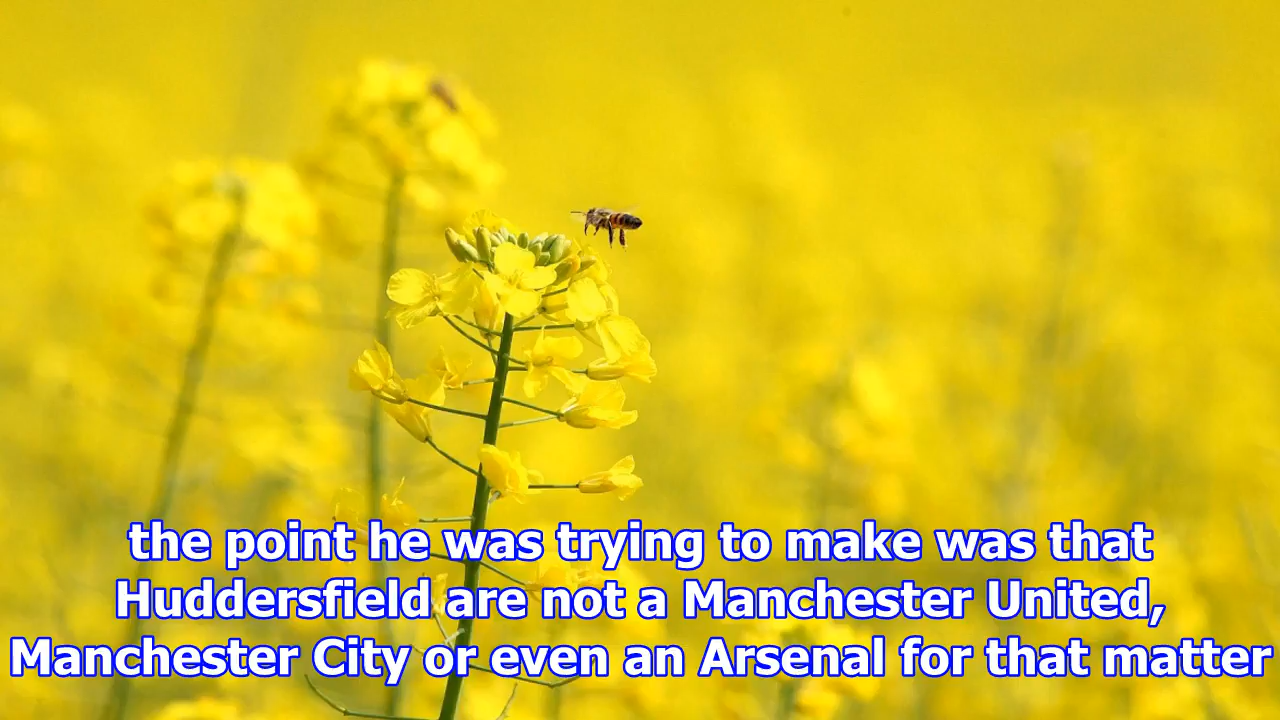 the point he was trying to make was that
Huddersfield are not a Manchester United,
Manchester City or even an Arsenal for that matter